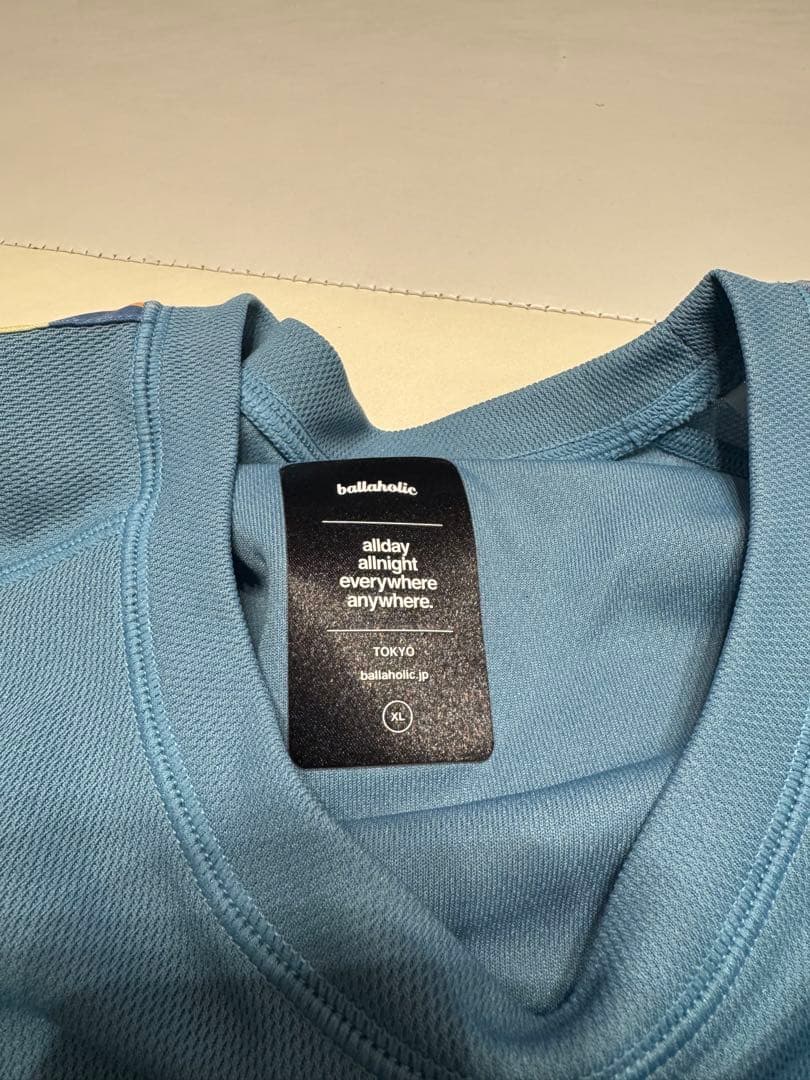 ballaholic
allday
allnight
everywhere
anywhere.
TOKYO
ballaholic.jp
XL